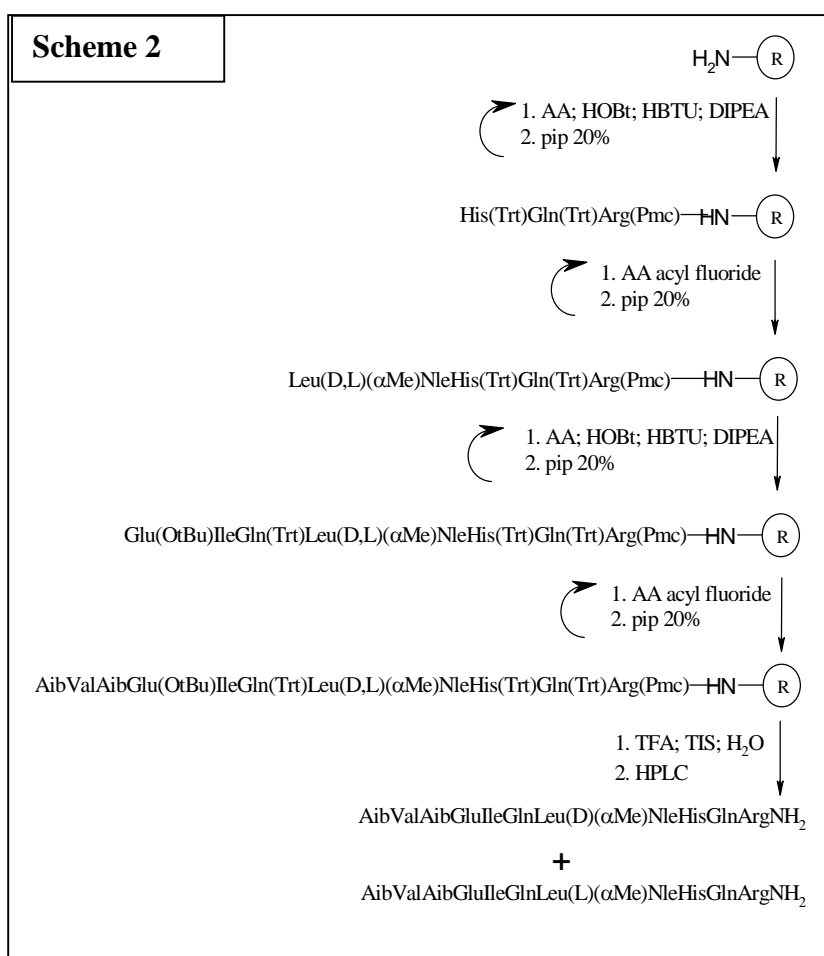 Scheme 2
H2N R
1. AA; HOBt; HBTU; DIPEA
2. pip 20%
His(Trt)Gln(Trt)Arg(Pmc) HN R
1. AA acyl fluoride
2. pip 20%
Leu(D,L)(αMe)NleHis(Trt)Gln(Trt)Arg(Pmc) HN R
1. AA; HOBt; HBTU; DIPEA
2. pip 20%
Glu(OtBu)IleGln(Trt)Leu(D,L)(αMe)NleHis(Trt)Gln(Trt)Arg(Pmc) HN R
1. AA acyl fluoride
2. pip 20%
AibValAibGlu(OtBu)IleGln(Trt)Leu(D,L)(αMe)NleHis(Trt)Gln(Trt)Arg(Pmc) HN R
1. TFA; TIS; H2O
2. HPLC
AibValAibGluIleGlnLeu(D)(αMe)NleHisGlnArgNH2
+
AibValAibGluIleGlnLeu(L)(αMe)NleHisGlnArgNH2